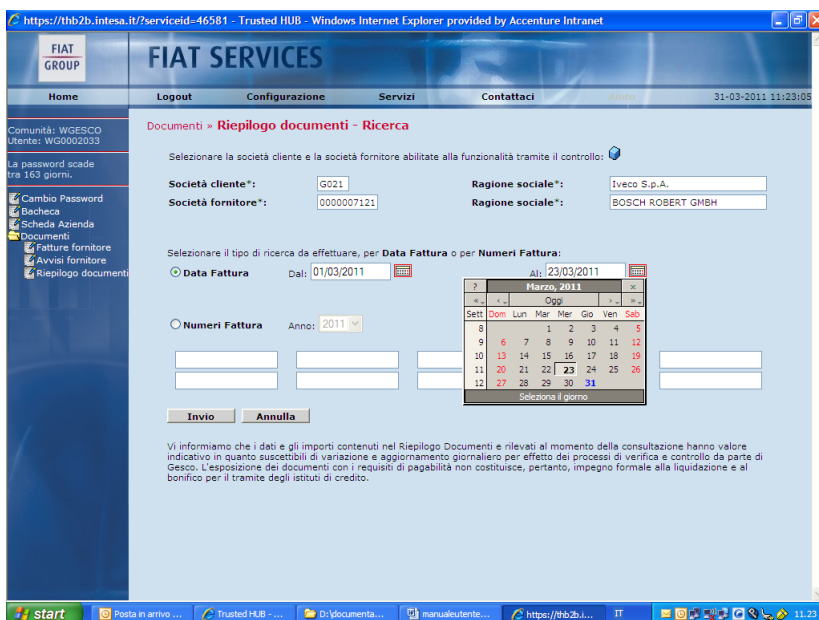 https://thb2b.intesa.it/?serviceid=46581 - Trusted HUB - Windows Internet Explorer provided by Accenture Intranet
FIAT GROUP
FIAT SERVICES
Home Logout Configurazione Servizi Contattaci Aiuto 31-03-2011 11:23:05
Comunità: WGESCO
Utente: WG0002033
La password scade
tra 163 giorni.
Cambio Password
Bacheca
Scheda Azienda
Documenti
Fatture fornitore
Avvisi fornitore
Riepilogo documenti
Documenti » Riepilogo documenti - Ricerca
Selezionare la società cliente e la società fornitore abilitate alla funzionalità tramite il controllo:
Società cliente*: G021 Ragione sociale*: Iveco S.p.A.
Società fornitore*: 0000007121 Ragione sociale*: BOSCH ROBERT GMBH
Selezionare il tipo di ricerca da effettuare, per Data Fattura o per Numeri Fattura:
Data Fattura Dal: 01/03/2011 Al: 23/03/2011
? Marzo, 2011 ×
« ‹ Oggi › »
Sett Dom Lun Mar Mer Gio Ven Sab
8 1 2 3 4 5
9 6 7 8 9 10 11 12
10 13 14 15 16 17 18 19
11 20 21 22 23 24 25 26
12 27 28 29 30 31
Seleziona il giorno
Numeri Fattura Anno: 2011
Invio Annulla
Vi informiamo che i dati e gli importi contenuti nel Riepilogo Documenti e rilevati al momento della consultazione hanno valore
indicativo in quanto suscettibili di variazione e aggiornamento giornaliero per effetto dei processi di verifica e controllo da parte di
Gesco. L'esposizione dei documenti con i requisiti di pagabilità non costituisce, pertanto, impegno formale alla liquidazione e al
bonifico per il tramite degli istituti di credito.
start Posta in arrivo ... Trusted HUB - ... D:\documenta... manualeutente... https://thb2b.i... IT 11.23